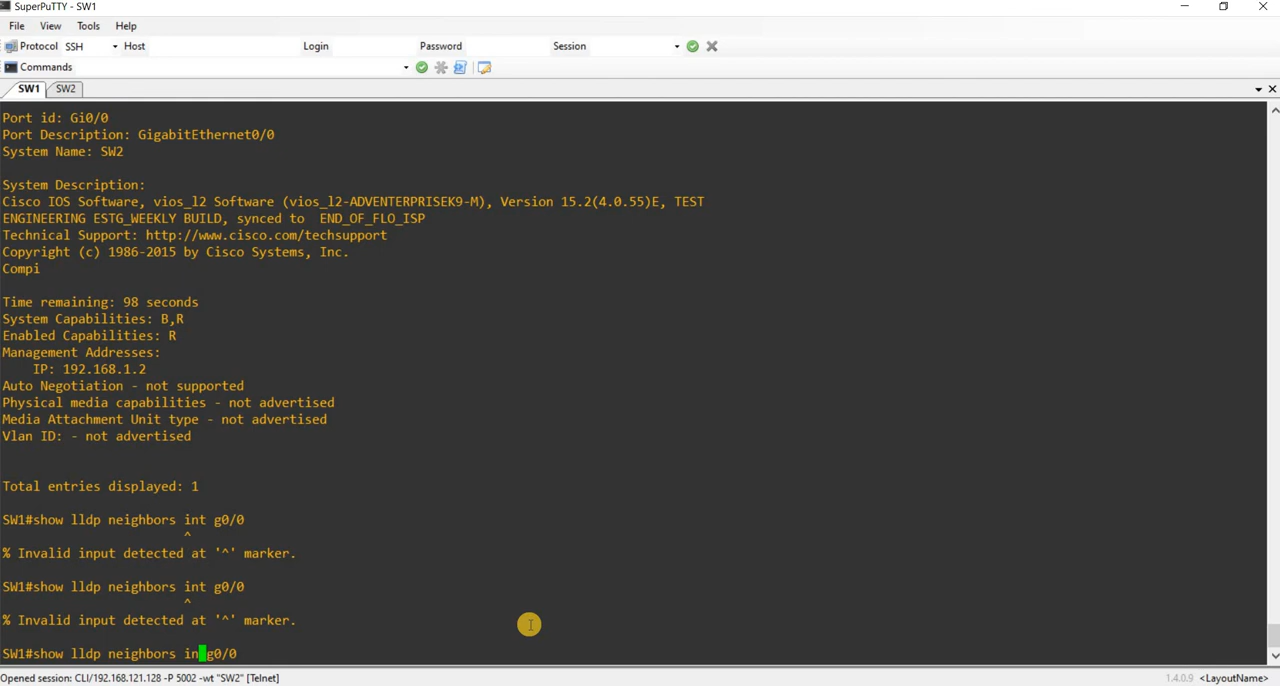 SuperPuTTY - SW1
File View Tools Help
Protocol SSH Host Login Password Session
Commands
SW1 SW2
Port id: Gi0/0
Port Description: GigabitEthernet0/0
System Name: SW2
System Description:
Cisco IOS Software, vios_l2 Software (vios_l2-ADVENTERPRISEK9-M), Version 15.2(4.0.55)E, TEST
ENGINEERING ESTG_WEEKLY BUILD, synced to  END_OF_FLO_ISP
Technical Support: http://www.cisco.com/techsupport
Copyright (c) 1986-2015 by Cisco Systems, Inc.
Compi
Time remaining: 98 seconds
System Capabilities: B,R
Enabled Capabilities: R
Management Addresses:
IP: 192.168.1.2
Auto Negotiation - not supported
Physical media capabilities - not advertised
Media Attachment Unit type - not advertised
Vlan ID: - not advertised
Total entries displayed: 1
SW1#show lldp neighbors int g0/0
^
% Invalid input detected at '^' marker.
SW1#show lldp neighbors int g0/0
^
% Invalid input detected at '^' marker.
SW1#show lldp neighbors in g0/0
Opened session: CLI/192.168.121.128 -P 5002 -wt "SW2" [Telnet] 1.4.0.9 <LayoutName>